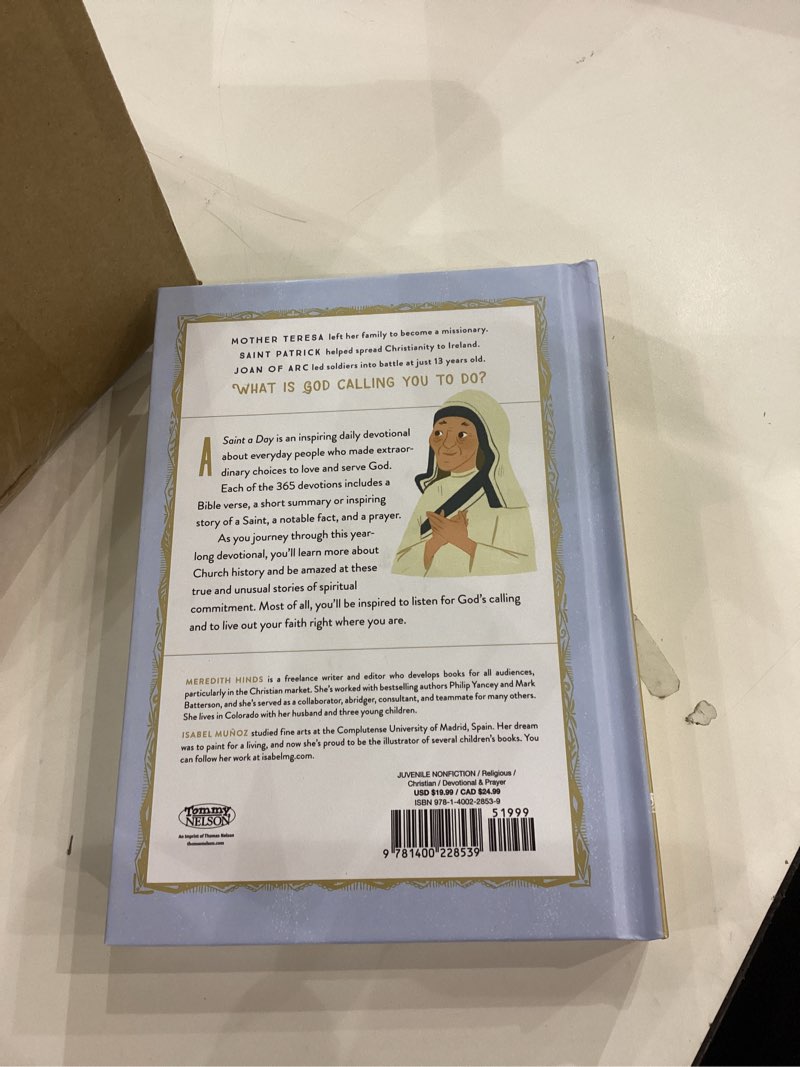 MOTHER TERESA left her family to become a missionary.
SAINT PATRICK helped spread Christianity to Ireland.
JOAN OF ARC led soldiers into battle at just 13 years old.
WHAT IS GOD CALLING YOU TO DO?
A Saint a Day is an inspiring daily devotional
about everyday people who made extraor-
dinary choices to love and serve God.
Each of the 365 devotions includes a
Bible verse, a short summary or inspiring
story of a Saint, a notable fact, and a prayer.
As you journey through this year-
long devotional, you'll learn more about
Church history and be amazed at these
true and unusual stories of spiritual
commitment. Most of all, you'll be inspired to listen for God's calling
and to live out your faith right where you are.
MEREDITH HINDS is a freelance writer and editor who develops books for all audiences,
particularly in the Christian market. She's worked with bestselling authors Philip Yancey and Mark
Batterson, and she's served as a collaborator, abridger, consultant, and teammate for many others.
She lives in Colorado with her husband and three young children.
ISABEL MUÑOZ studied fine arts at the Complutense University of Madrid, Spain. Her dream
was to paint for a living, and now she's proud to be the illustrator of several children's books. You
can follow her work at isabelmg.com.
JUVENILE NONFICTION / Religious /
Christian / Devotional & Prayer
USD $19.99 / CAD $24.99
ISBN 978-1-4002-2853-9
51999
9 781400 228539
Tommy
NELSON
An Imprint of Thomas Nelson
thomasnelson.com